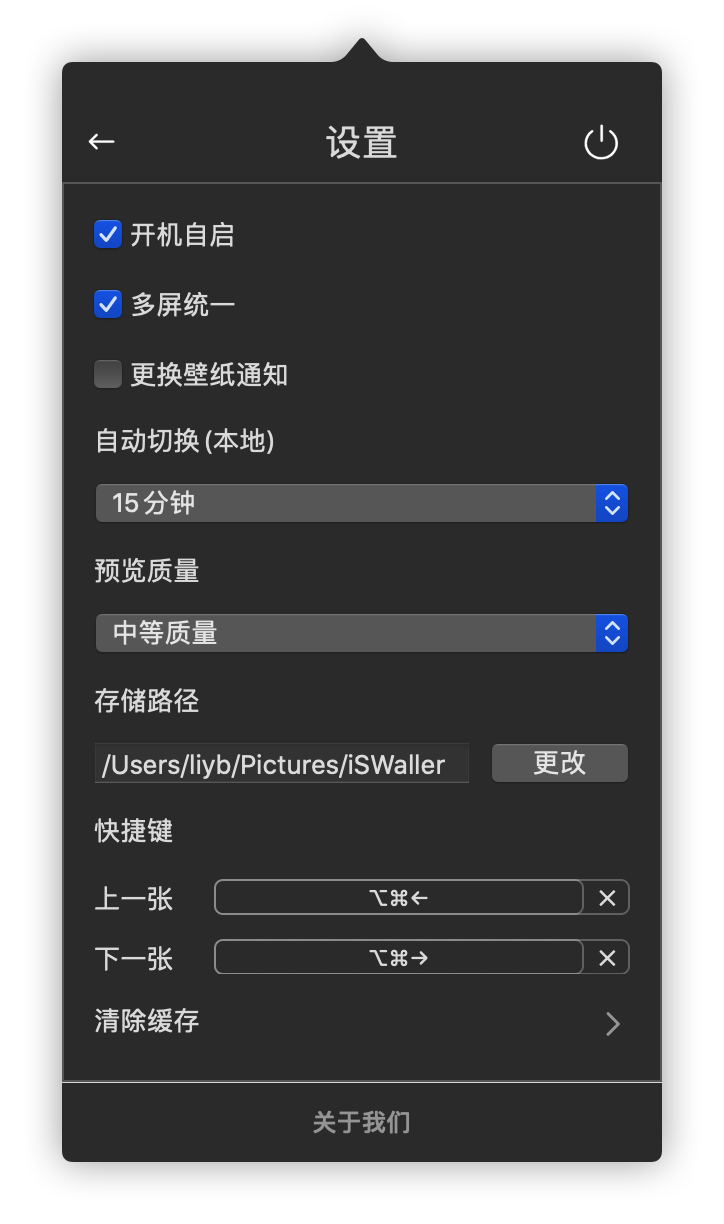 设置
开机自启
多屏统一
更换壁纸通知
自动切换(本地)
15分钟
预览质量
中等质量
存储路径
/Users/liyb/Pictures/iSWaller 更改
快捷键
上一张 ⌥⌘← ×
下一张 ⌥⌘→ ×
清除缓存
关于我们